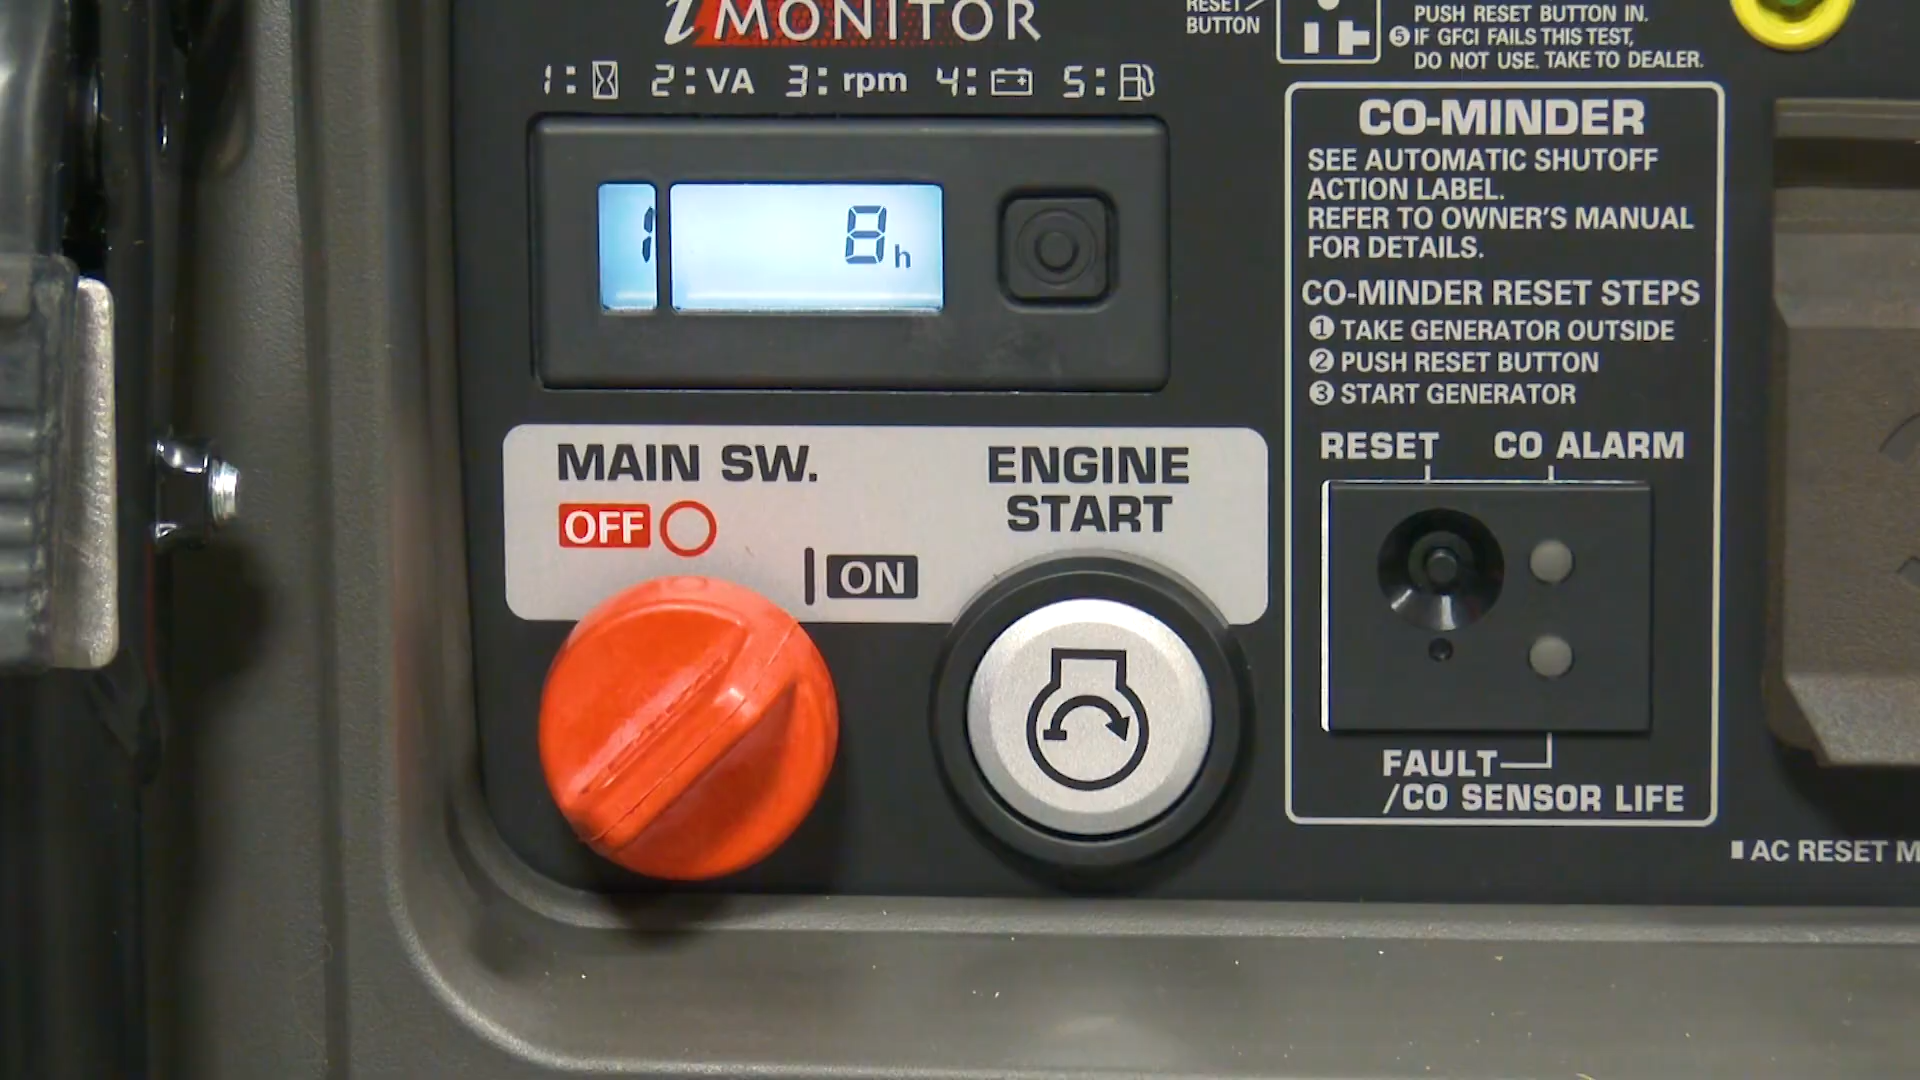 i MONITOR
1: 2:VA 3:rpm 4: 5:
1 8h
MAIN SW.
OFF
ON
ENGINE
START
RESET
BUTTON
PUSH RESET BUTTON IN.
5 IF GFCI FAILS THIS TEST,
DO NOT USE. TAKE TO DEALER.
CO-MINDER
SEE AUTOMATIC SHUTOFF
ACTION LABEL.
REFER TO OWNER'S MANUAL
FOR DETAILS.
CO-MINDER RESET STEPS
1 TAKE GENERATOR OUTSIDE
2 PUSH RESET BUTTON
3 START GENERATOR
RESET CO ALARM
FAULT
/CO SENSOR LIFE
AC RESET M